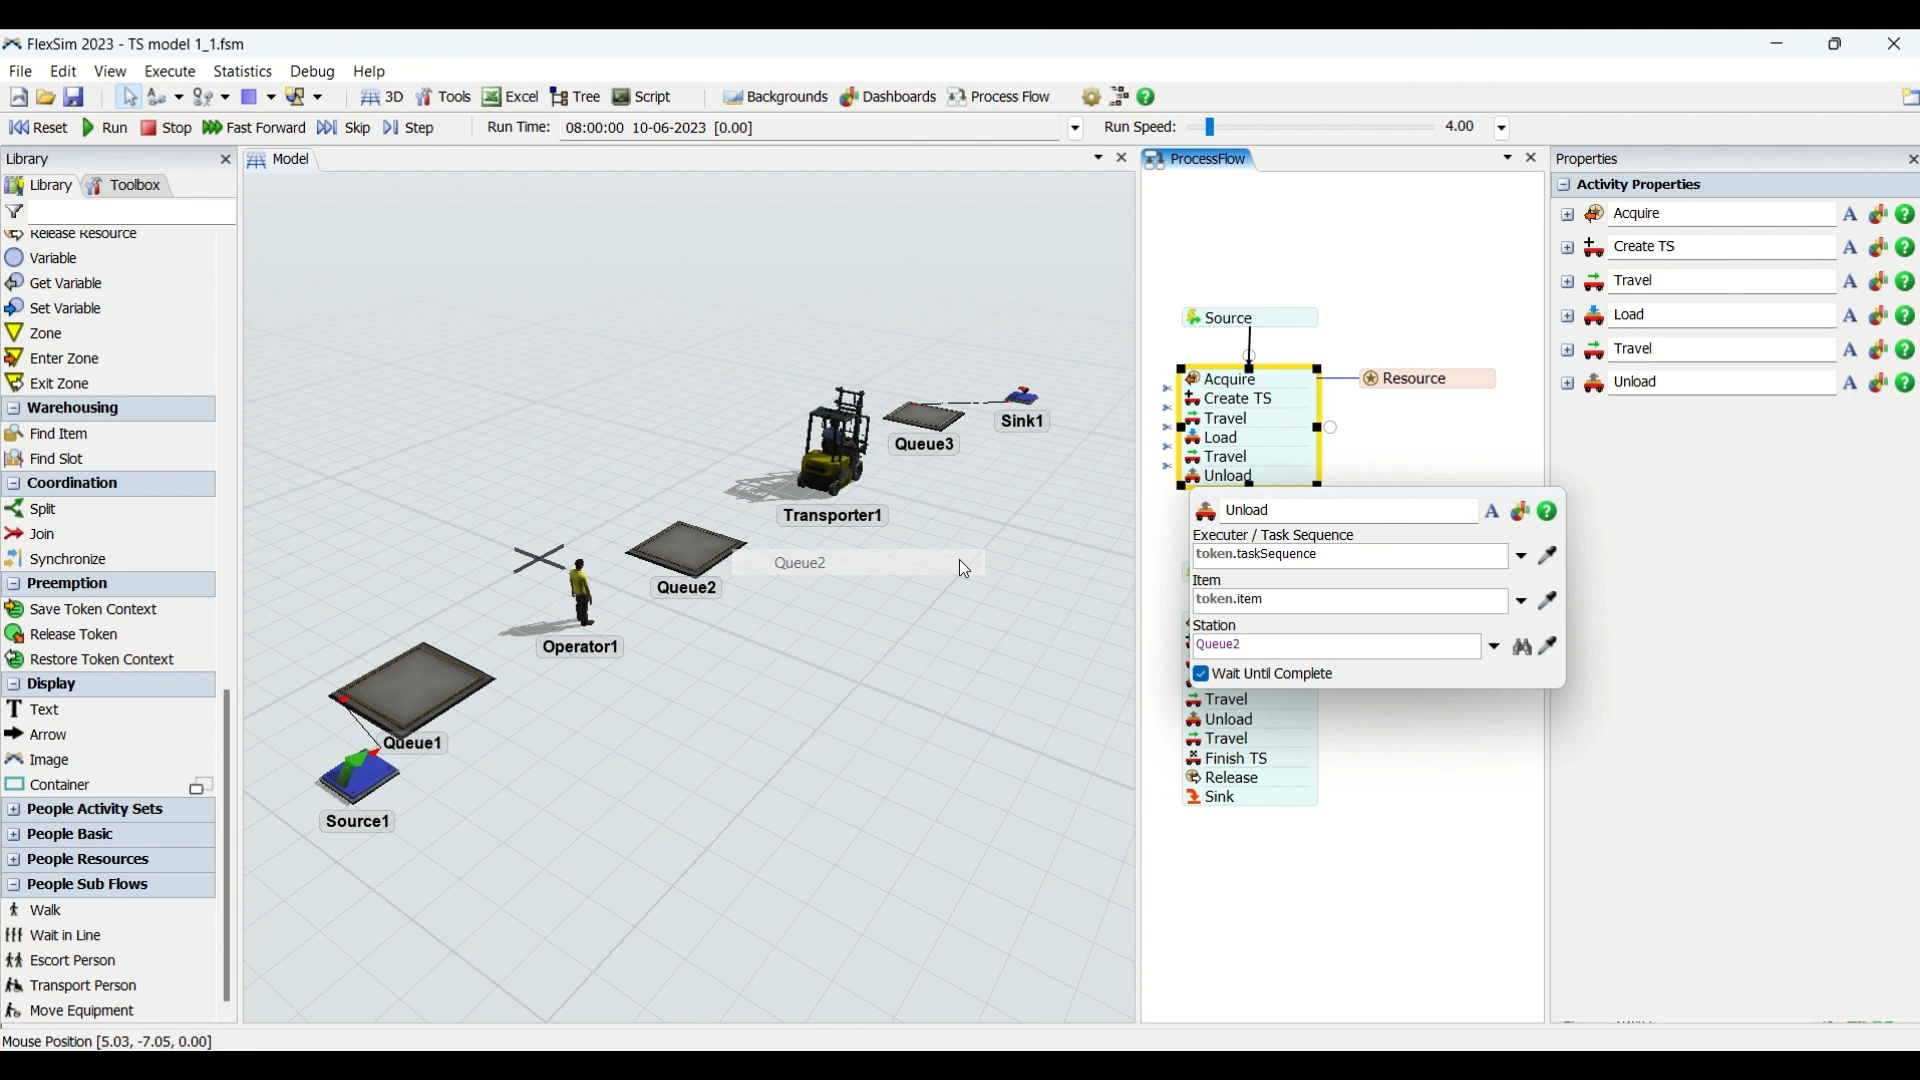 FlexSim 2023 - TS model 1_1.fsm
File Edit View Execute Statistics Debug Help
3D Tools Excel Tree Script Backgrounds Dashboards Process Flow
Reset Run Stop Fast Forward Skip Step Run Time: 08:00:00 10-06-2023 [0.00] Run Speed: 4.00
Library
Library Toolbox
Release Resource
Variable
Get Variable
Set Variable
Zone
Enter Zone
Exit Zone
Warehousing
Find Item
Find Slot
Coordination
Split
Join
Synchronize
Preemption
Save Token Context
Release Token
Restore Token Context
Display
Text
Arrow
Image
Container
People Activity Sets
People Basic
People Resources
People Sub Flows
Walk
Wait in Line
Escort Person
Transport Person
Move Equipment
Model
Sink1
Queue3
Transporter1
Queue2
Queue2
Operator1
Queue1
Source1
ProcessFlow
Source
Acquire
Resource
Create TS
Travel
Load
Travel
Unload
Unload
Executer / Task Sequence
token.taskSequence
Item
token.item
Station
Queue2
Wait Until Complete
Travel
Unload
Travel
Finish TS
Release
Sink
Properties
Activity Properties
Acquire
Create TS
Travel
Load
Travel
Unload
Mouse Position [5.03, -7.05, 0.00]